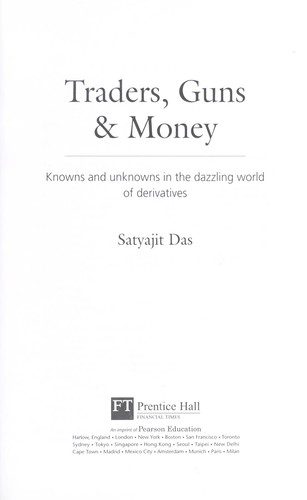 Traders, Guns
& Money
Knowns and unknowns in the dazzling world
of derivatives
Satyajit Das
FT Prentice Hall
FINANCIAL TIMES
An imprint of Pearson Education
Harlow, England • London • New York • Boston • San Francisco • Toronto
Sydney • Tokyo • Singapore • Hong Kong • Seoul • Taipei • New Delhi
Cape Town • Madrid • Mexico City • Amsterdam • Munich • Paris • Milan